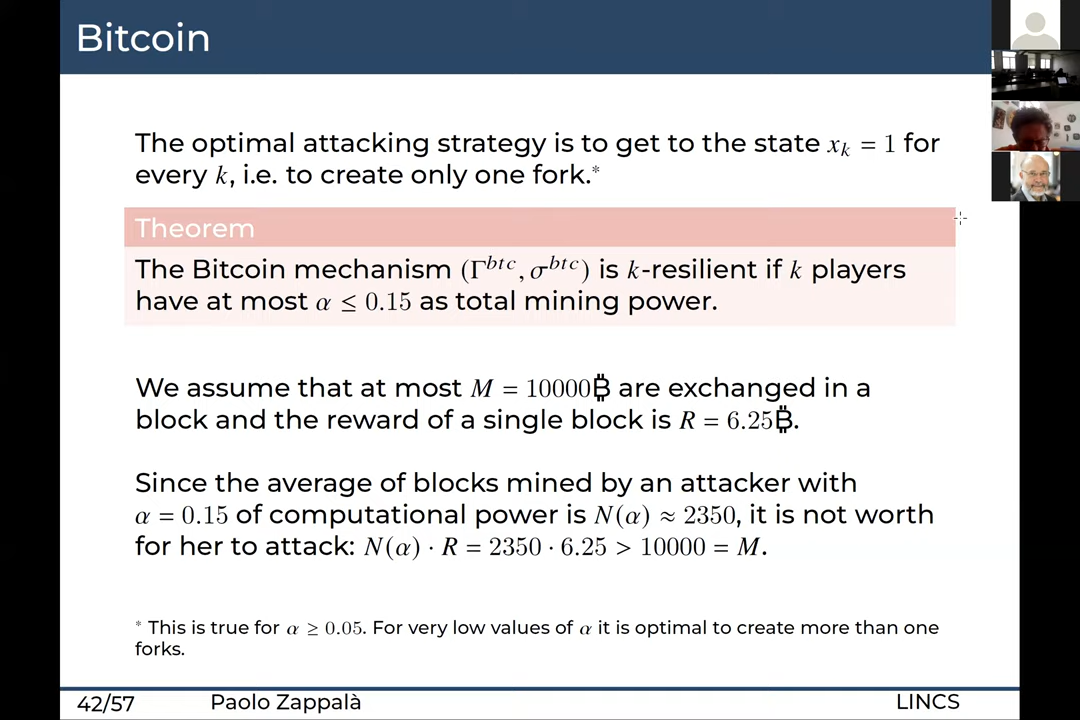 Bitcoin
The optimal attacking strategy is to get to the state xₖ = 1 for
every k, i.e. to create only one fork.*
Theorem
The Bitcoin mechanism (Γᵇᵗᶜ, σᵇᵗᶜ) is k-resilient if k players
have at most α ≤ 0.15 as total mining power.
We assume that at most M = 10000₿ are exchanged in a
block and the reward of a single block is R = 6.25₿.
Since the average of blocks mined by an attacker with
α = 0.15 of computational power is N(α) ≈ 2350, it is not worth
for her to attack: N(α) · R = 2350 · 6.25 > 10000 = M.
* This is true for α ≥ 0.05. For very low values of α it is optimal to create more than one
forks.
42/57 Paolo Zappalà LINCS